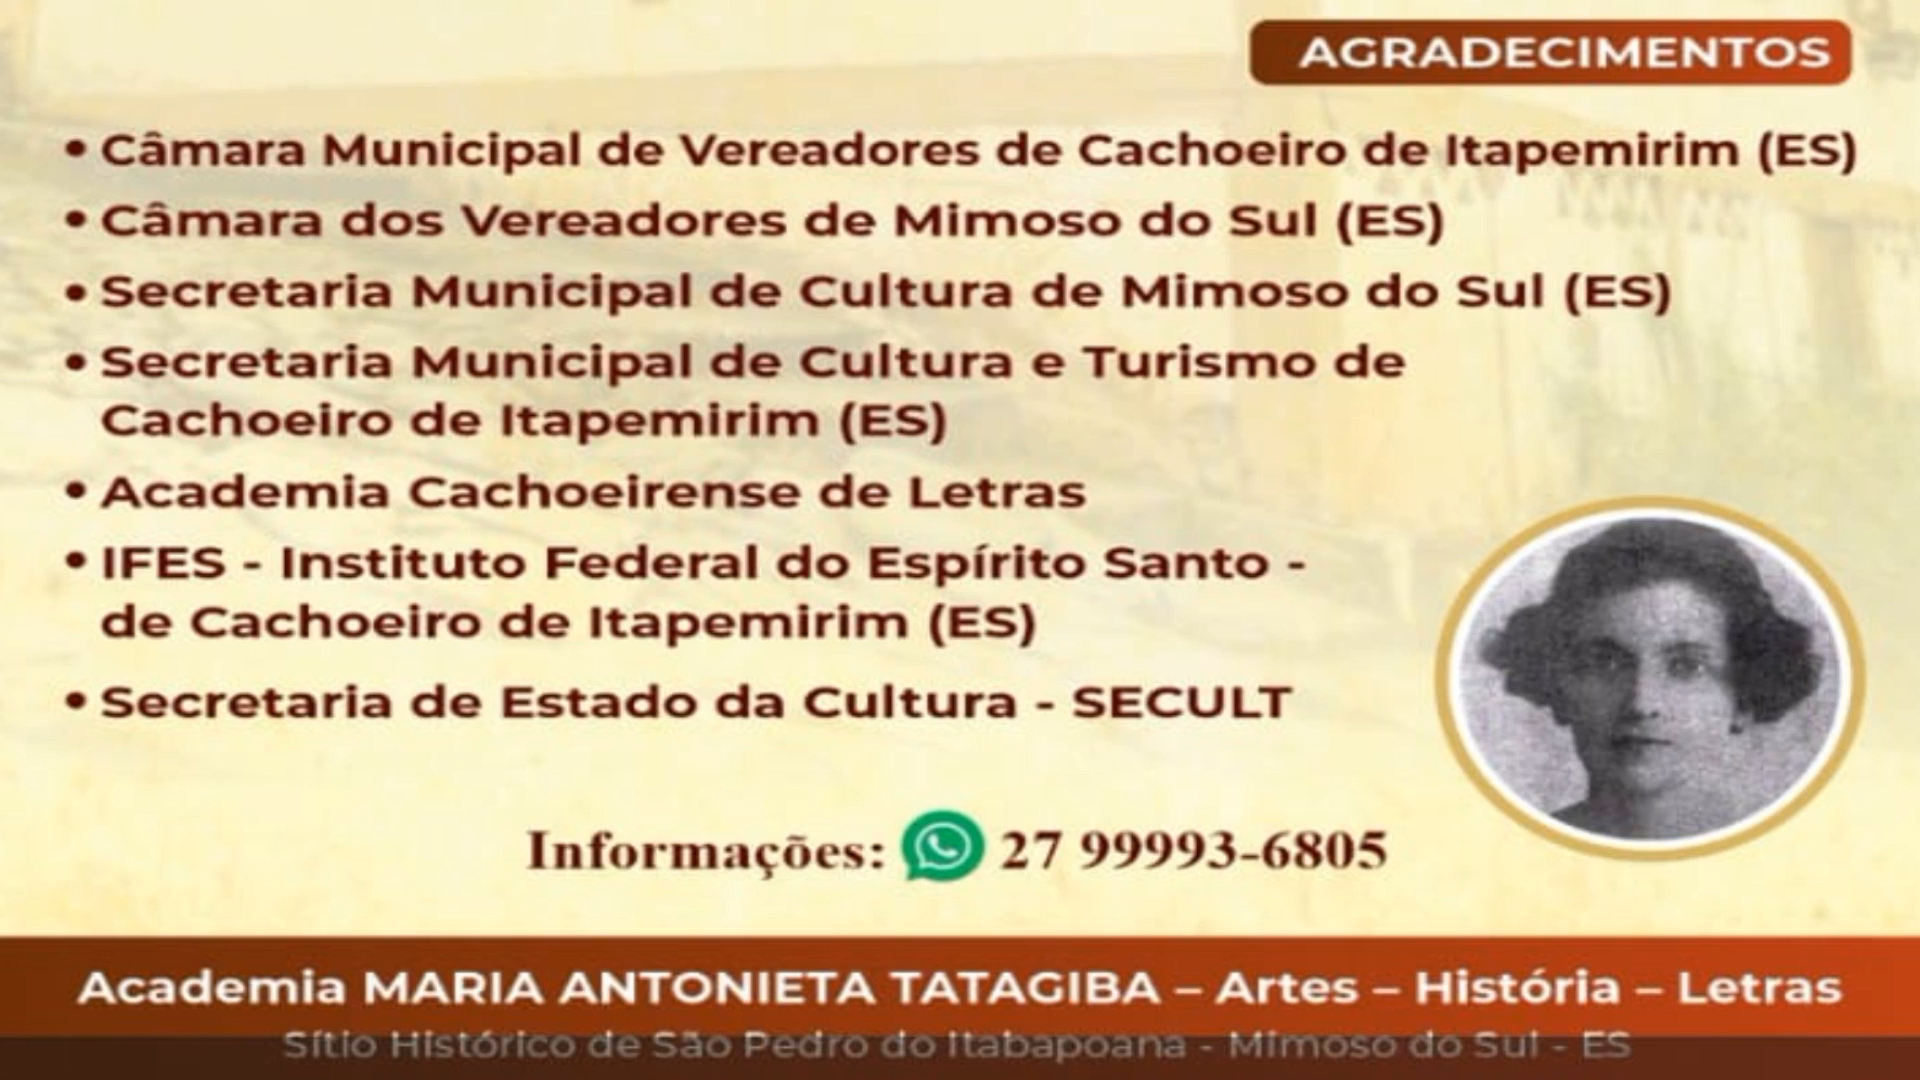 AGRADECIMENTOS
• Câmara Municipal de Vereadores de Cachoeiro de Itapemirim (ES)
• Câmara dos Vereadores de Mimoso do Sul (ES)
• Secretaria Municipal de Cultura de Mimoso do Sul (ES)
• Secretaria Municipal de Cultura e Turismo de
Cachoeiro de Itapemirim (ES)
• Academia Cachoeirense de Letras
• IFES - Instituto Federal do Espírito Santo -
de Cachoeiro de Itapemirim (ES)
• Secretaria de Estado da Cultura - SECULT
Informações: 27 99993-6805
Academia MARIA ANTONIETA TATAGIBA – Artes – História – Letras
Sítio Histórico de São Pedro do Itabapoana - Mimoso do Sul - ES